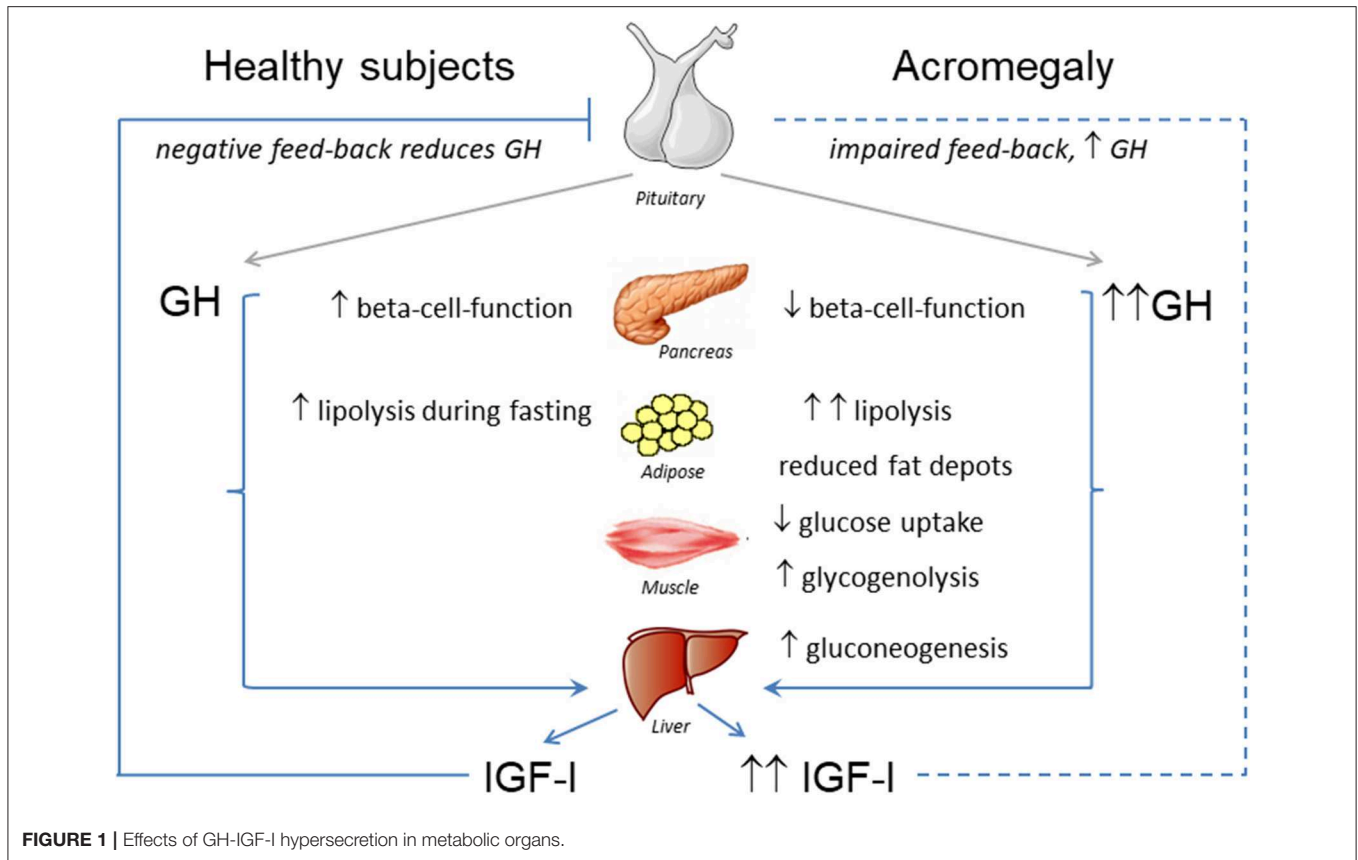 Healthy subjects
Acromegaly
negative feed-back reduces GH
impaired feed-back, ↑ GH
Pituitary
GH
↑ beta-cell-function
↓ beta-cell-function
↑↑GH
Pancreas
↑ lipolysis during fasting
↑ ↑ lipolysis
Adipose
reduced fat depots
↓ glucose uptake
Muscle
↑ glycogenolysis
↑ gluconeogenesis
Liver
IGF-I
↑↑ IGF-I
FIGURE 1 | Effects of GH-IGF-I hypersecretion in metabolic organs.